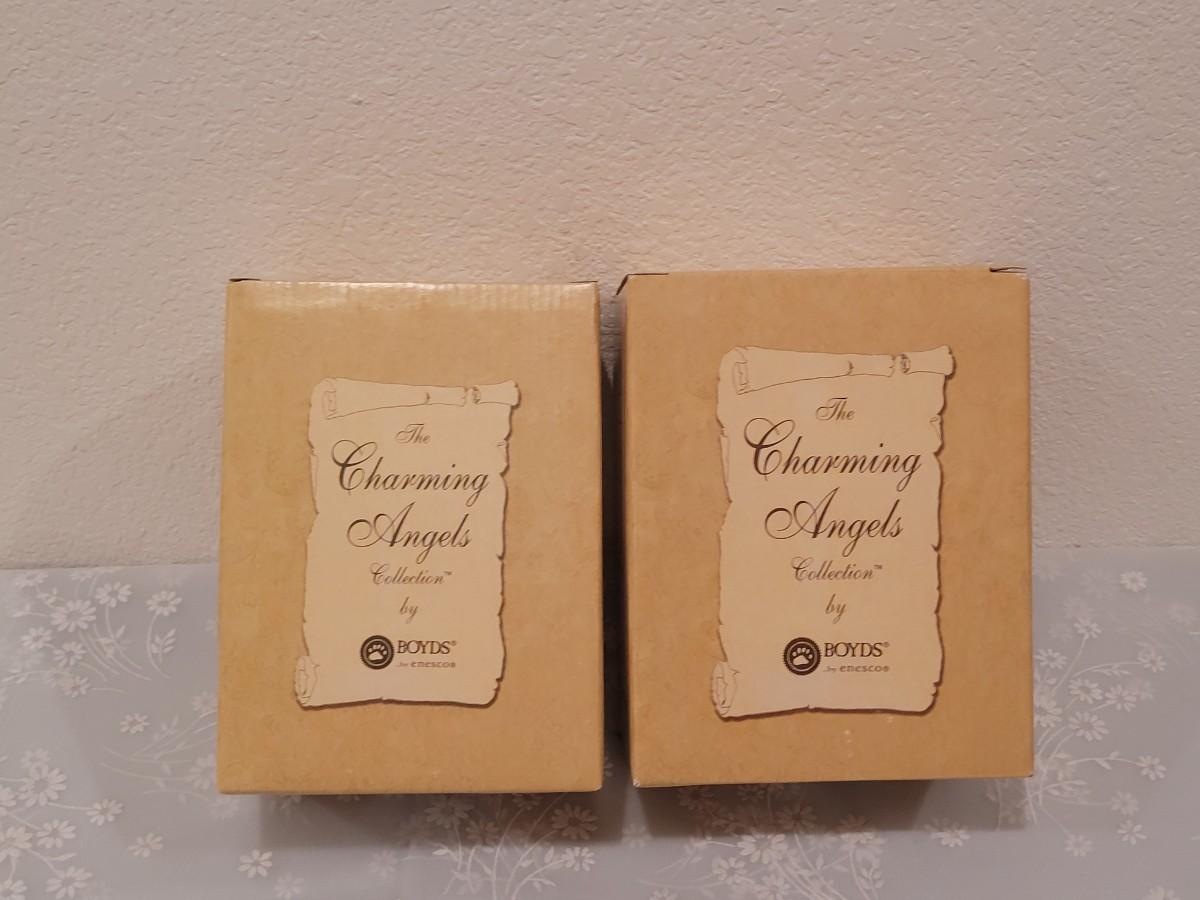 The
Charming
Angels
Collection™
by
BOYDS®
...by enesco®
The
Charming
Angels
Collection™
by
BOYDS®
...by enesco®